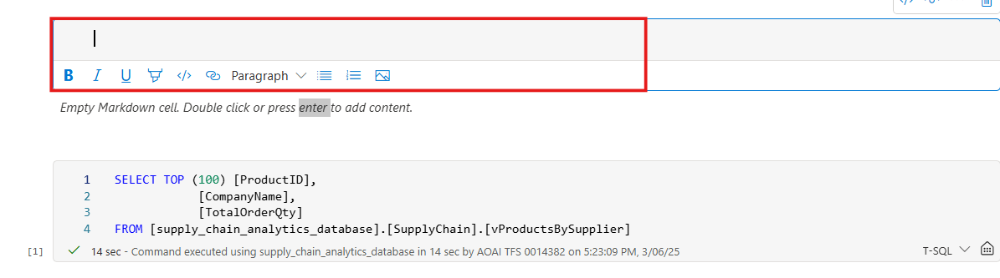 B I U </> Paragraph
Empty Markdown cell. Double click or press enter to add content.
1 SELECT TOP (100) [ProductID],
2 [CompanyName],
3 [TotalOrderQty]
4 FROM [supply_chain_analytics_database].[SupplyChain].[vProductsBySupplier]
[1] 14 sec - Command executed using supply_chain_analytics_database in 14 sec by AOAI TFS 0014382 on 5:23:09 PM, 3/06/25 T-SQL